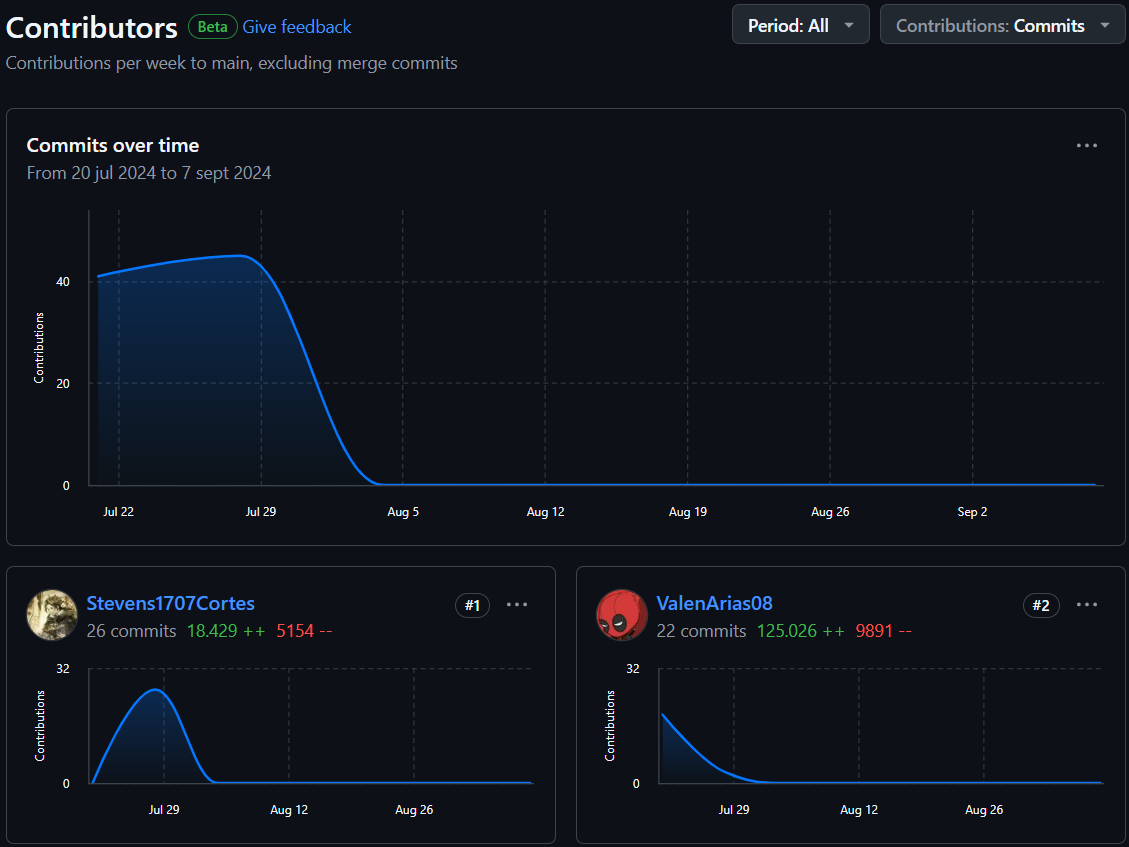 Contributors Beta Give feedback
Period: All
Contributions: Commits
Contributions per week to main, excluding merge commits
Commits over time
From 20 jul 2024 to 7 sept 2024
Contributions
40
20
0
Jul 22 Jul 29 Aug 5 Aug 12 Aug 19 Aug 26 Sep 2
Stevens1707Cortes #1
26 commits 18.429 ++ 5154 --
Contributions
32
0
Jul 29 Aug 12 Aug 26
ValenArias08 #2
22 commits 125.026 ++ 9891 --
Contributions
32
0
Jul 29 Aug 12 Aug 26